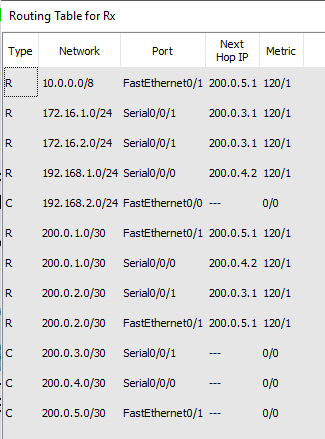 Routing Table for Rx
Type Network Port Next Hop IP Metric
R 10.0.0.0/8 FastEthernet0/1 200.0.5.1 120/1
R 172.16.1.0/24 Serial0/0/1 200.0.3.1 120/1
R 172.16.2.0/24 Serial0/0/1 200.0.3.1 120/1
R 192.168.1.0/24 Serial0/0/0 200.0.4.2 120/1
C 192.168.2.0/24 FastEthernet0/0 --- 0/0
R 200.0.1.0/30 FastEthernet0/1 200.0.5.1 120/1
R 200.0.1.0/30 Serial0/0/0 200.0.4.2 120/1
R 200.0.2.0/30 Serial0/0/1 200.0.3.1 120/1
R 200.0.2.0/30 FastEthernet0/1 200.0.5.1 120/1
C 200.0.3.0/30 Serial0/0/1 --- 0/0
C 200.0.4.0/30 Serial0/0/0 --- 0/0
C 200.0.5.0/30 FastEthernet0/1 --- 0/0